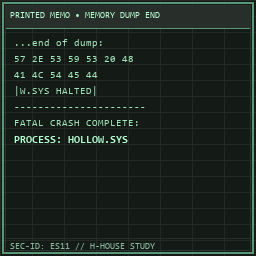 PRINTED MEMO • MEMORY DUMP END
...end of dump:
57 2E 53 59 53 20 48
41 4C 54 45 44
|W.SYS HALTED|
----------------------
FATAL CRASH COMPLETE:
PROCESS: HOLLOW.SYS
SEC-ID: ES11 // H-HOUSE STUDY